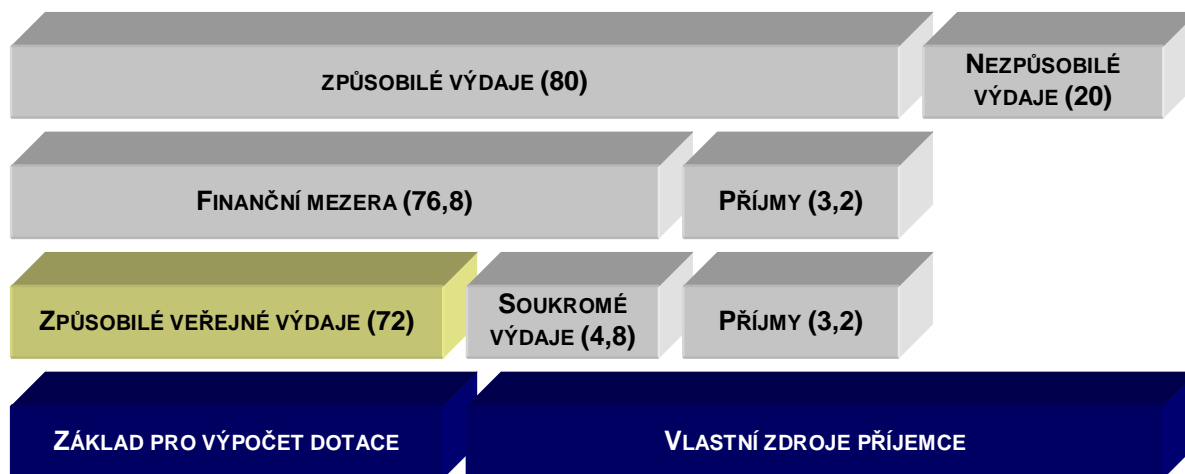 ZPŮSOBILÉ VÝDAJE (80)
NEZPŮSOBILÉ
VÝDAJE (20)
FINANČNÍ MEZERA (76,8)
PŘÍJMY (3,2)
ZPŮSOBILÉ VEŘEJNÉ VÝDAJE (72)
SOUKROMÉ
VÝDAJE (4,8)
PŘÍJMY (3,2)
ZÁKLAD PRO VÝPOČET DOTACE
VLASTNÍ ZDROJE PŘÍJEMCE